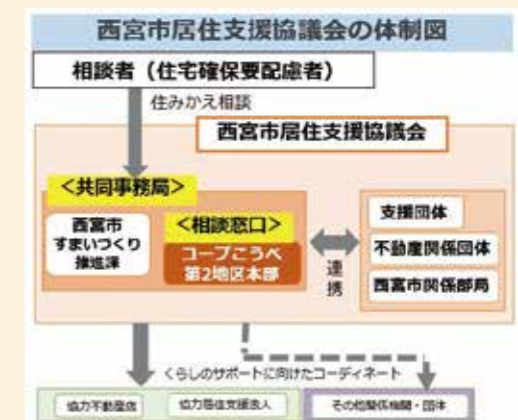 西宮市居住支援協議会の体制図
相談者（住宅確保要配慮者）
住みかえ相談
西宮市居住支援協議会
＜共同事務局＞
西宮市
すまいづくり
推進課
＜相談窓口＞
コープこうべ
第2地区本部
連携
支援団体
不動産関係団体
西宮市関係部局
くらしのサポートに向けたコーディネート
協力不動産店
協力居住支援法人
その他関係機関・団体